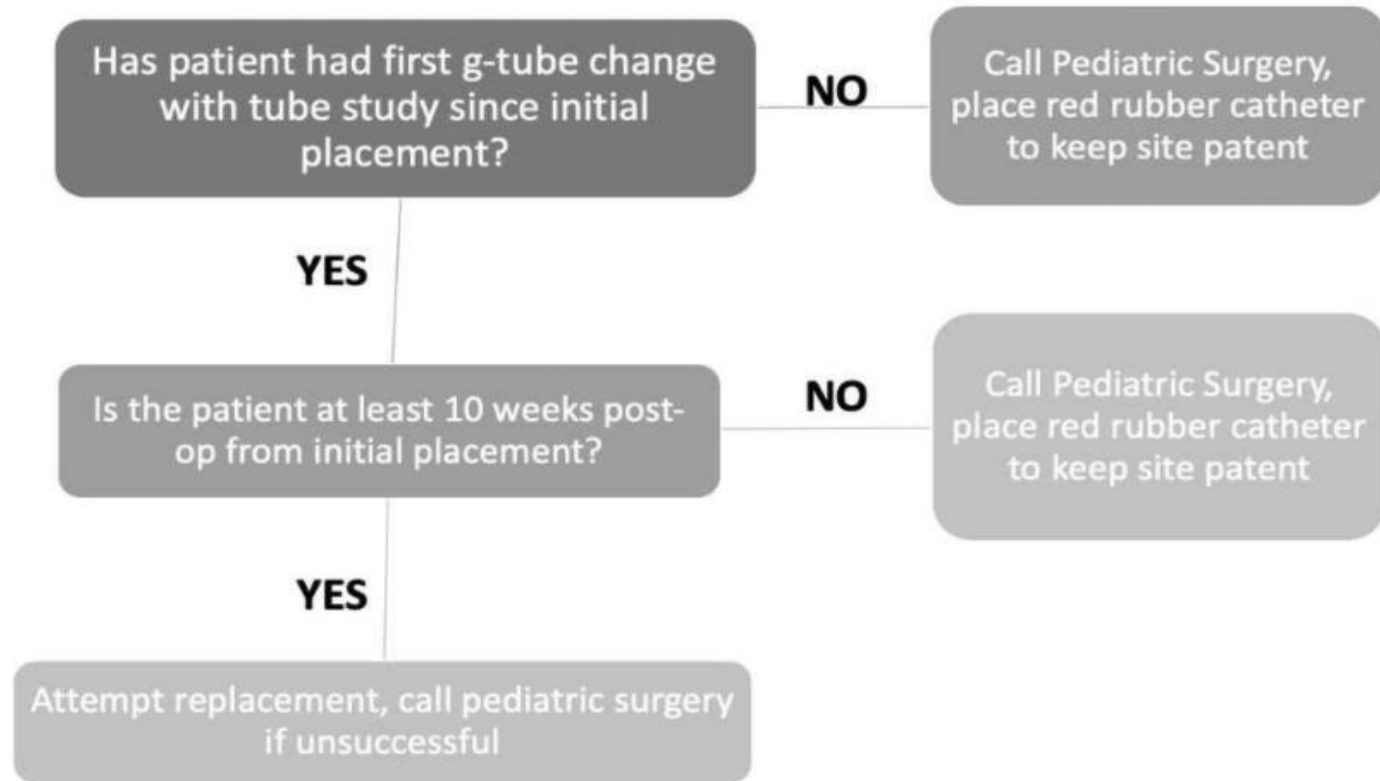 Has patient had first g-tube change
with tube study since initial
placement?
NO
Call Pediatric Surgery,
place red rubber catheter
to keep site patent
YES
Is the patient at least 10 weeks post-
op from initial placement?
NO
Call Pediatric Surgery,
place red rubber catheter
to keep site patent
YES
Attempt replacement, call pediatric surgery
if unsuccessful